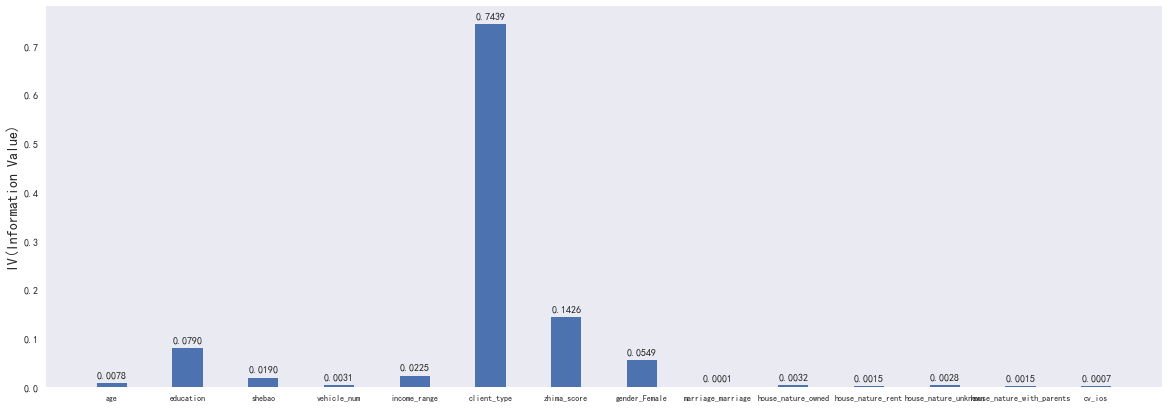 IV(Information Value)
0.7
0.6
0.5
0.4
0.3
0.2
0.1
0.0
0.0078
0.0790
0.0190
0.0031
0.0225
0.7439
0.1426
0.0549
0.0001
0.0032
0.0015
0.0028
0.0015
0.0007
age
education
shebao
vehicle_num
income_range
client_type
zhima_score
gender_Female
marriage_marriage
house_nature_owned
house_nature_rent
house_nature_unknown
house_nature_with_parents
cv_ios